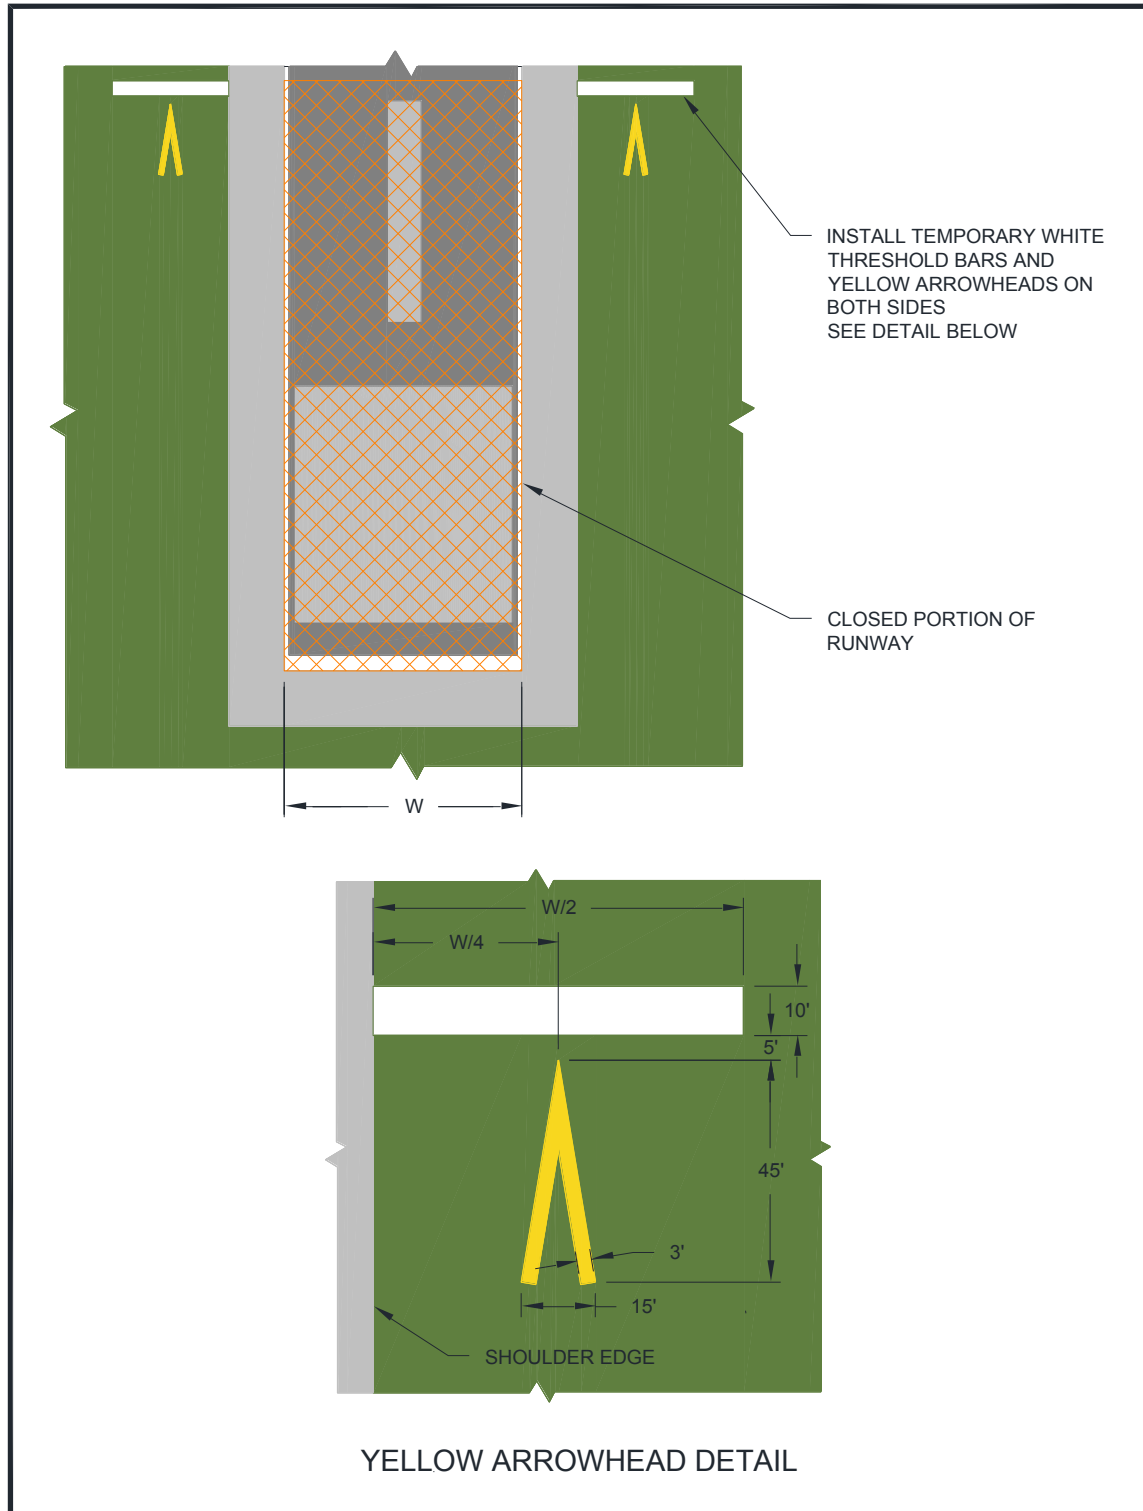 INSTALL TEMPORARY WHITE
THRESHOLD BARS AND
YELLOW ARROWHEADS ON
BOTH SIDES
SEE DETAIL BELOW
CLOSED PORTION OF
RUNWAY
W
W/2
W/4
10'
5'
45'
3'
15'
SHOULDER EDGE
YELLOW ARROWHEAD DETAIL